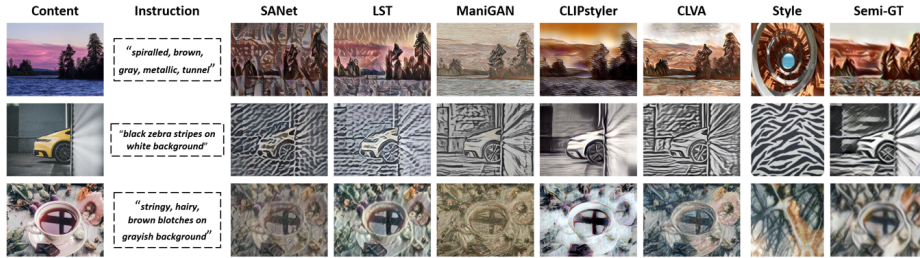 Content Instruction SANet LST ManiGAN CLIPstyler CLVA Style Semi-GT
“spiralled, brown,
gray, metallic, tunnel”
“black zebra stripes on
white background”
“stringy, hairy,
brown blotches on
grayish background”